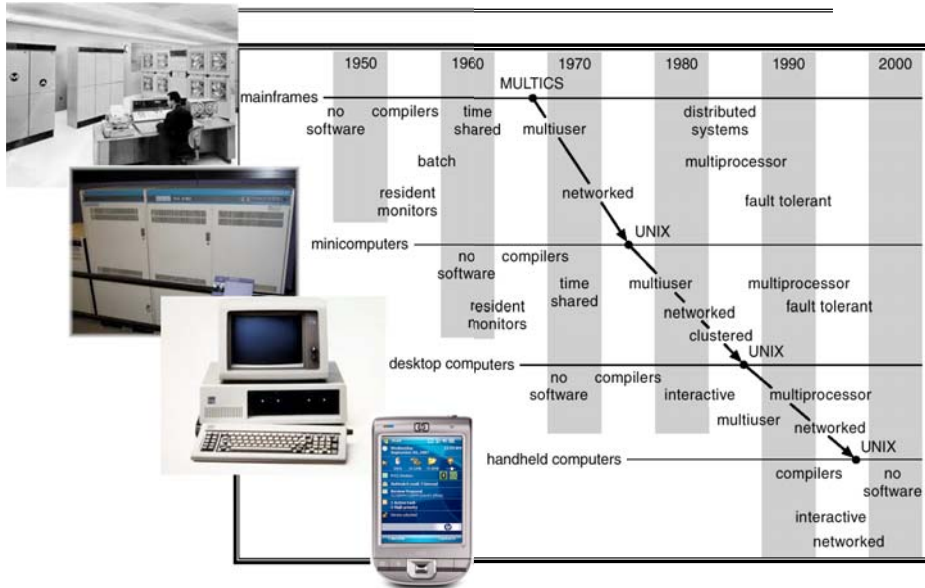 1950 1960 1970 1980 1990 2000
MULTICS
mainframes
no software
compilers
time shared
multiuser
distributed systems
batch
multiprocessor
resident monitors
networked
fault tolerant
UNIX
minicomputers
no software
compilers
time shared
multiuser
multiprocessor
resident monitors
networked
fault tolerant
clustered
UNIX
desktop computers
no software
compilers
interactive
multiprocessor
multiuser
networked
UNIX
handheld computers
compilers
no software
interactive
networked